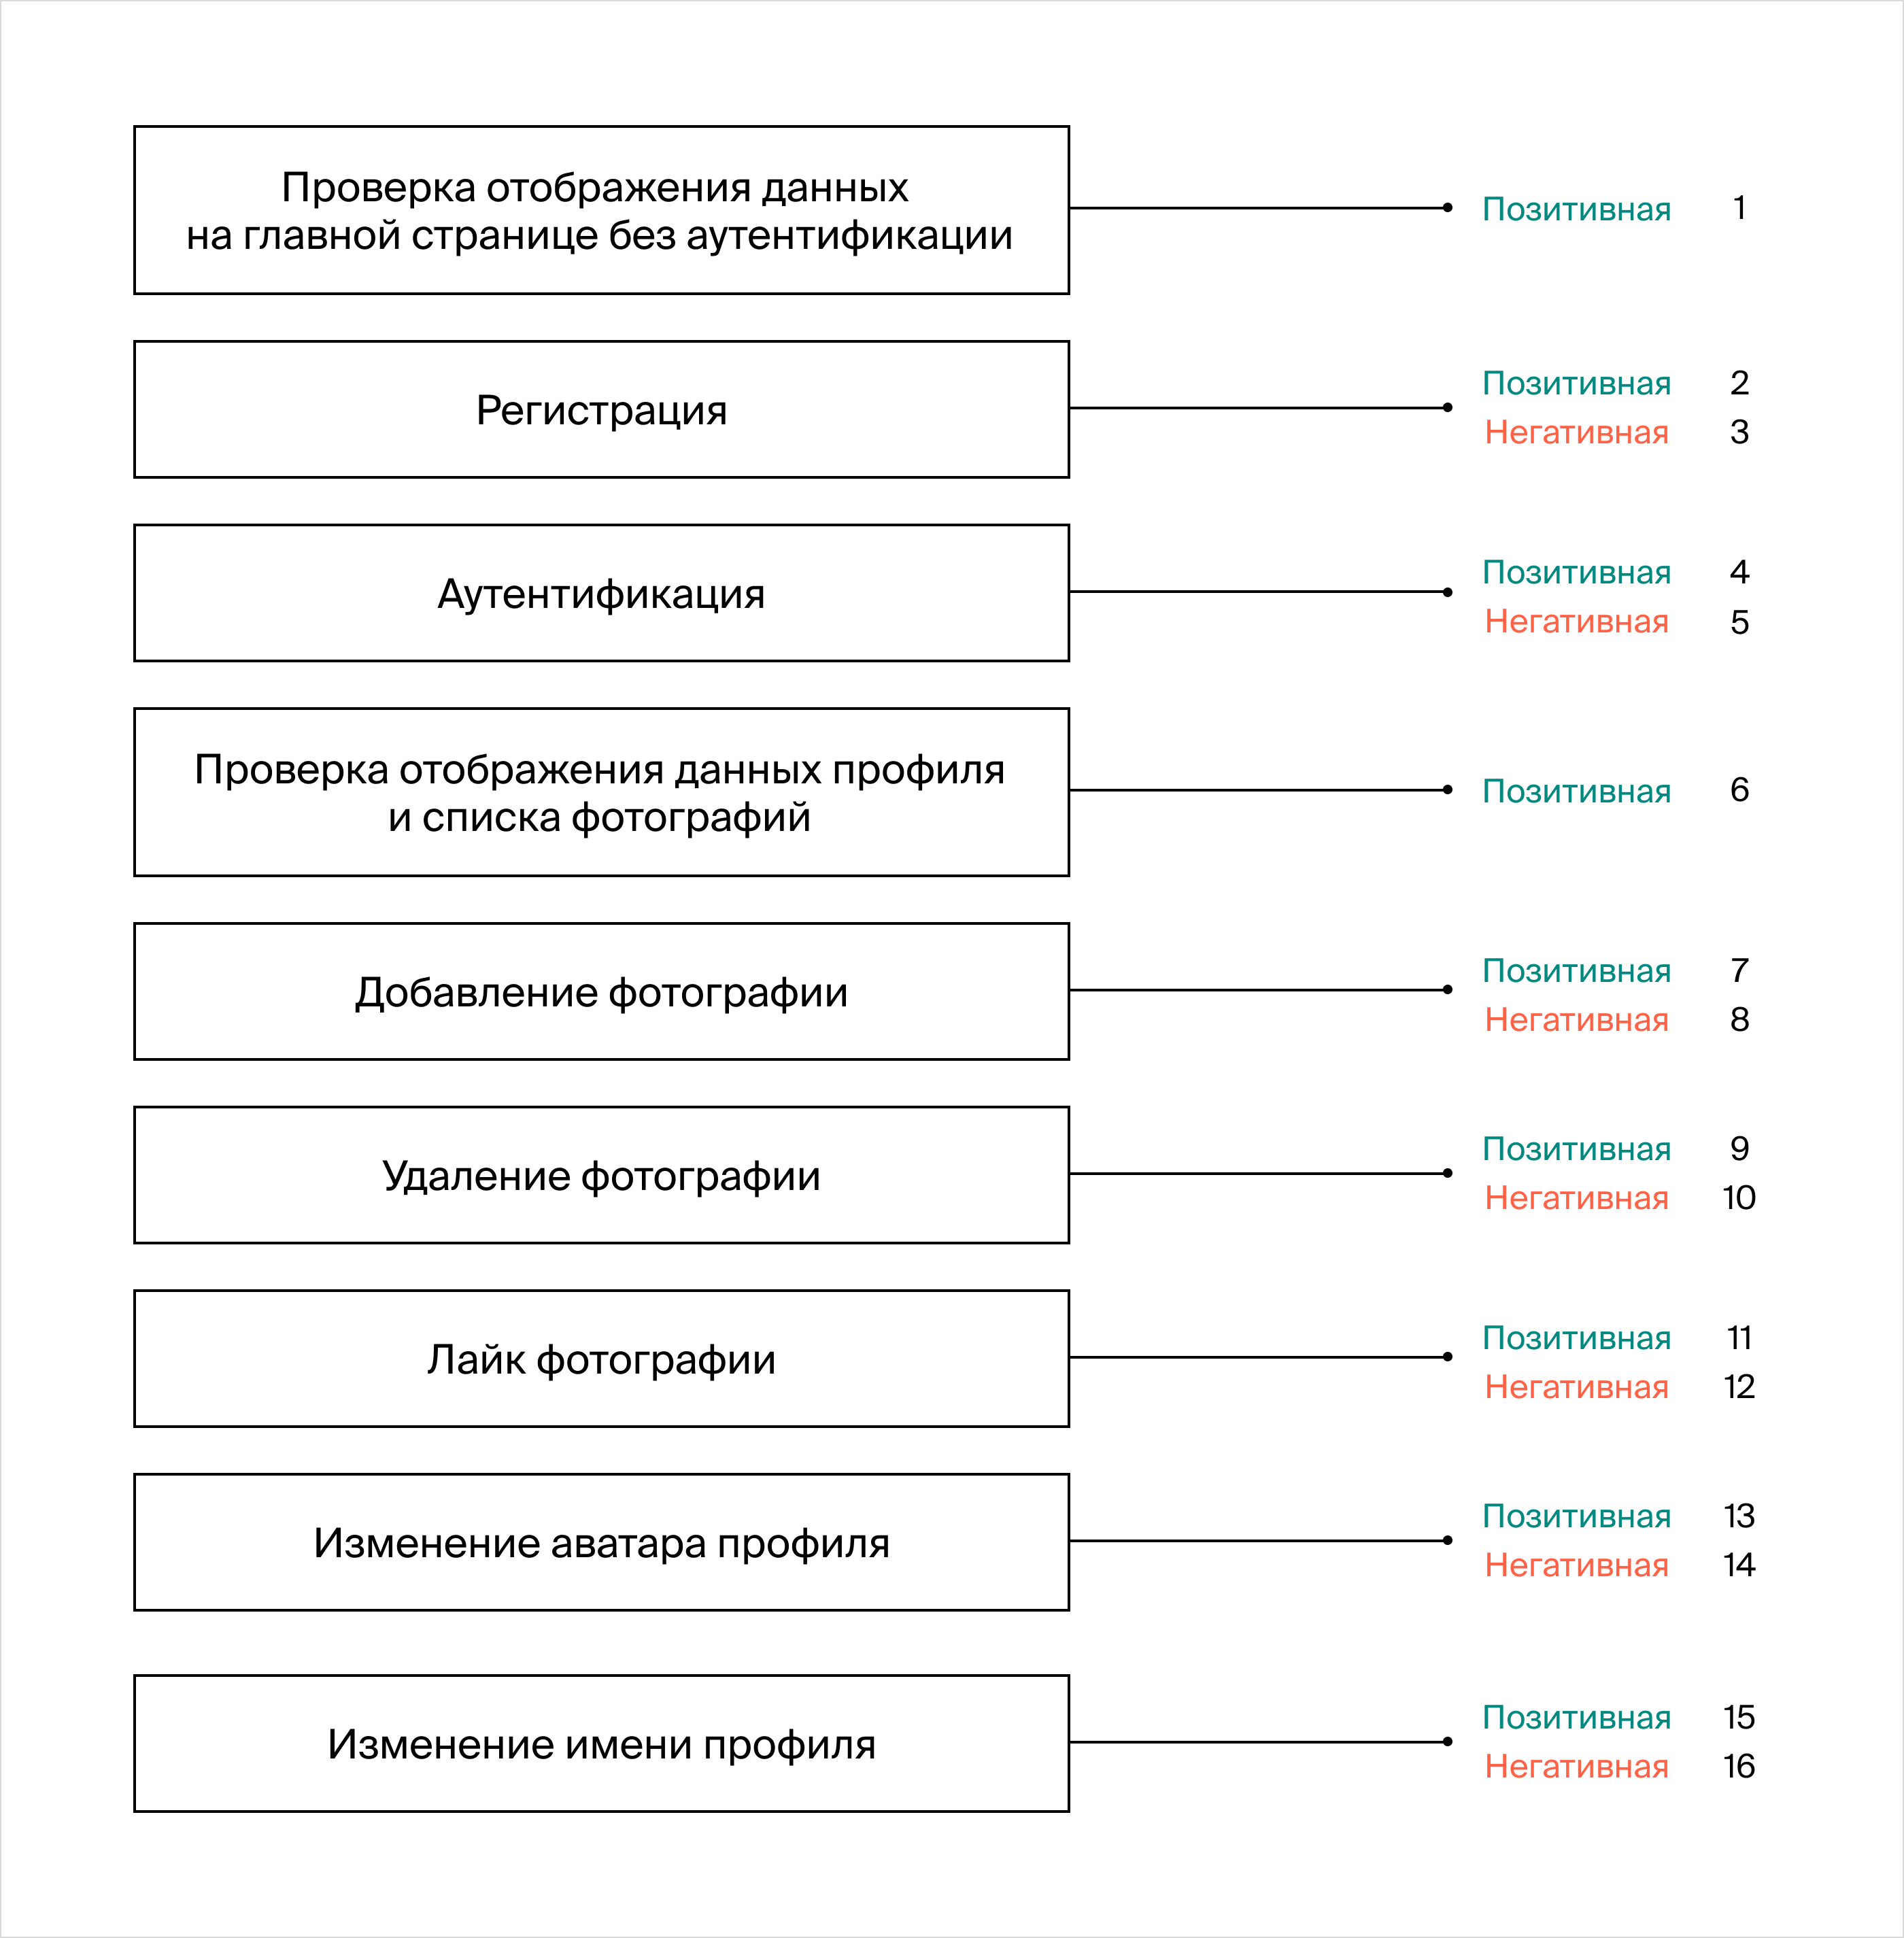 Проверка отображения данных
на главной странице без аутентификации
Позитивная 1
Регистрация
Позитивная 2
Негативная 3
Аутентификация
Позитивная 4
Негативная 5
Проверка отображения данных профиля
и списка фотографий
Позитивная 6
Добавление фотографии
Позитивная 7
Негативная 8
Удаление фотографии
Позитивная 9
Негативная 10
Лайк фотографии
Позитивная 11
Негативная 12
Изменение аватара профиля
Позитивная 13
Негативная 14
Изменение имени профиля
Позитивная 15
Негативная 16